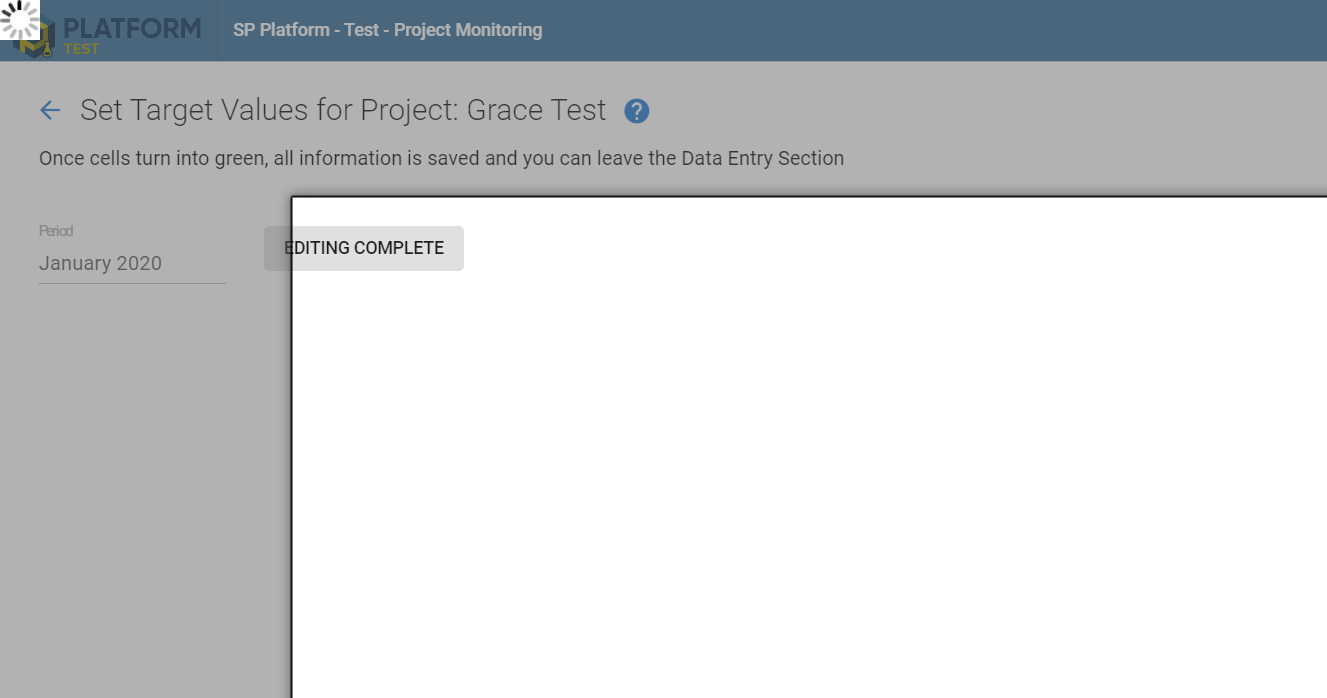 PLATFORM
TEST
SP Platform - Test - Project Monitoring
Set Target Values for Project: Grace Test
Once cells turn into green, all information is saved and you can leave the Data Entry Section
Period
January 2020
EDITING COMPLETE